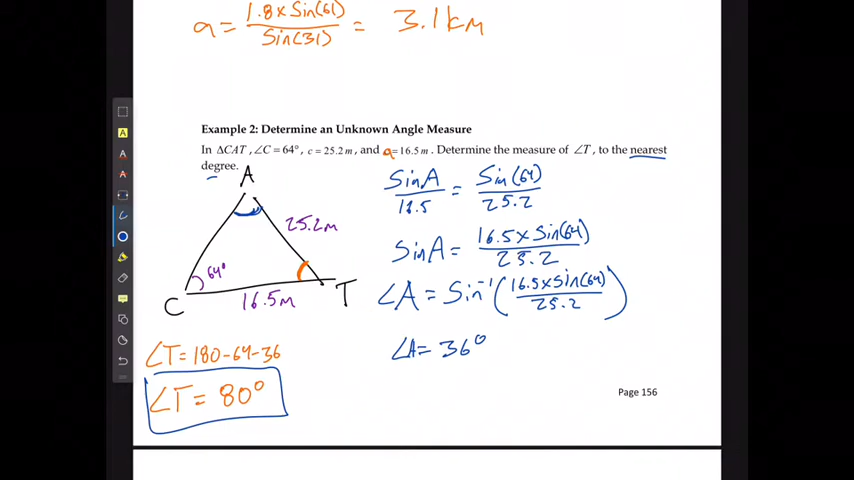 a = 1.8 x Sin(61) / Sin(31) = 3.1 km
Example 2: Determine an Unknown Angle Measure
In ΔCAT, ∠C = 64°, c = 25.2 m, and a = 16.5 m. Determine the measure of ∠T, to the nearest
degree.
A
25.2m
64°
C
16.5m
T
SinA / 16.5 = Sin(64) / 25.2
SinA = 16.5 x Sin(64) / 25.2
∠A = Sin⁻¹(16.5 x Sin(64) / 25.2)
∠A = 36°
∠T = 180-64-36
∠T = 80°
Page 156